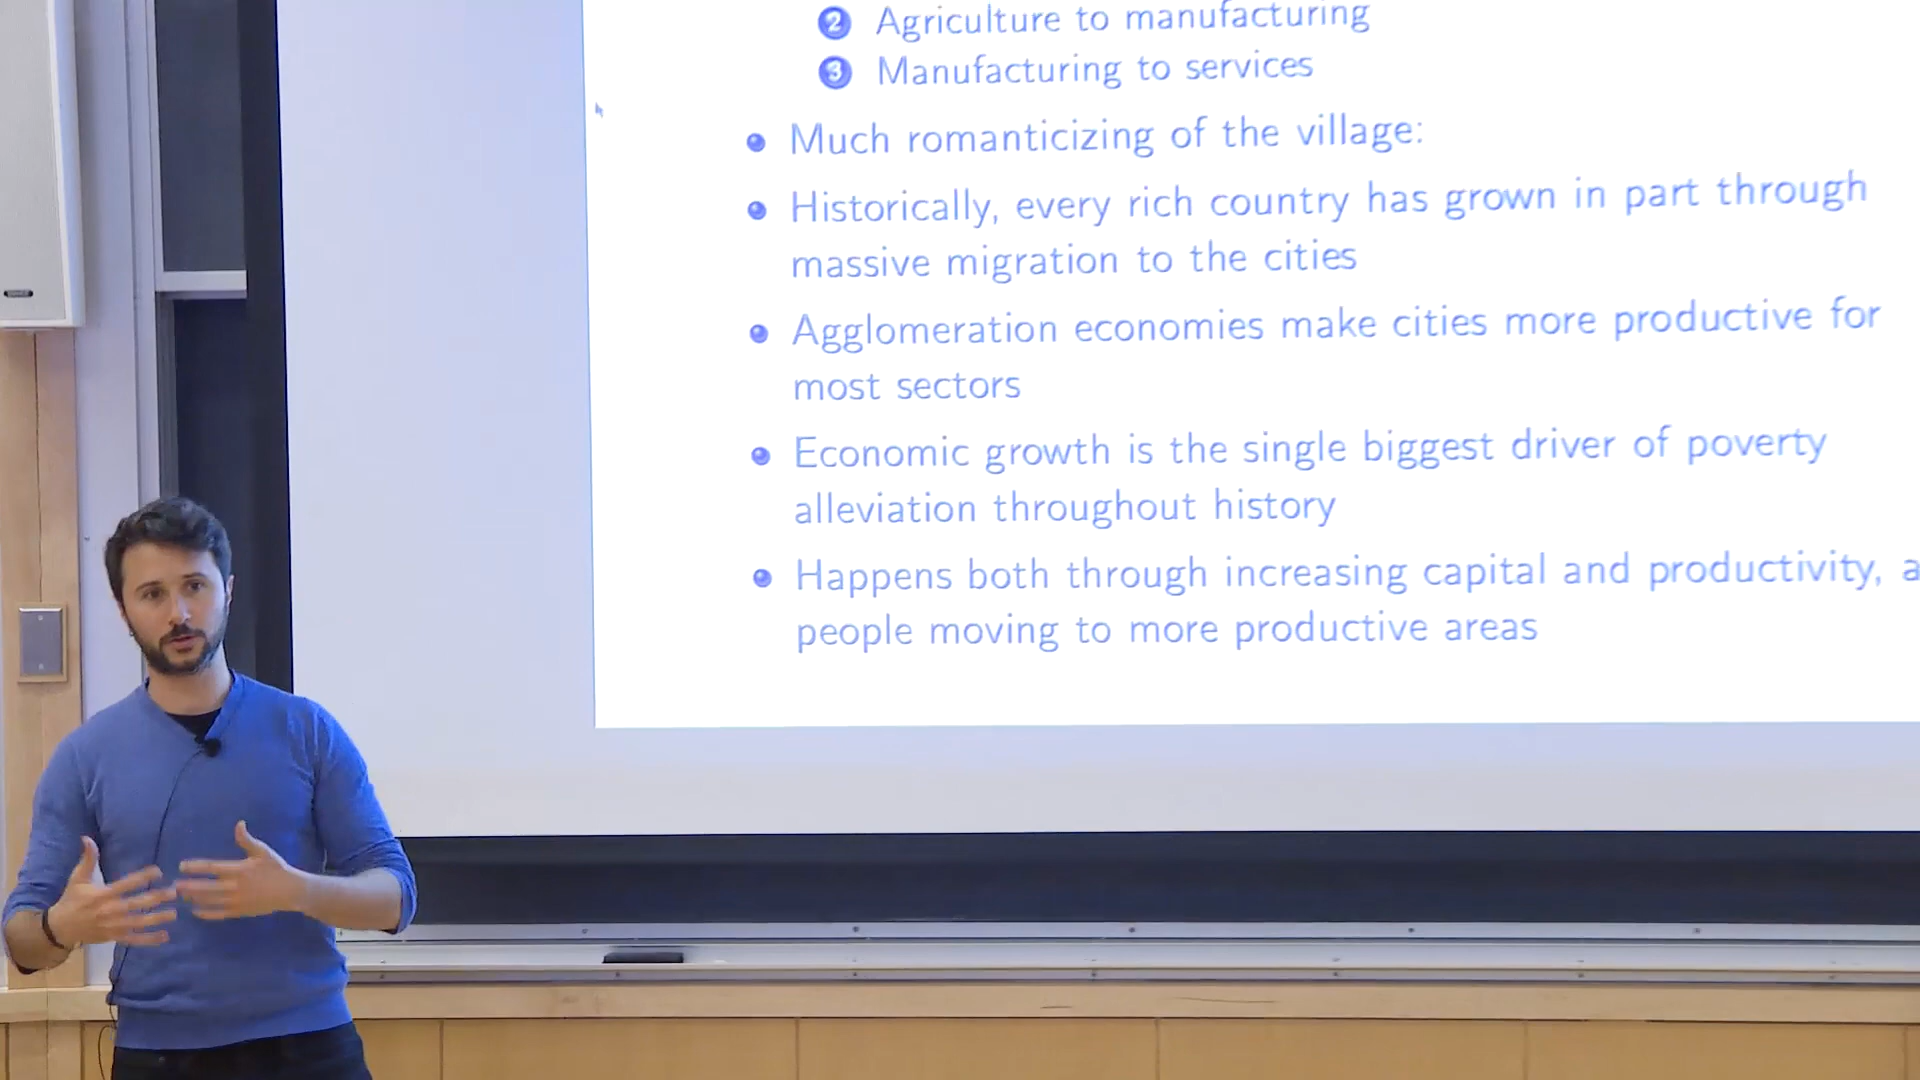 2 Agriculture to manufacturing
3 Manufacturing to services
Much romanticizing of the village:
Historically, every rich country has grown in part through
massive migration to the cities
Agglomeration economies make cities more productive for
most sectors
Economic growth is the single biggest driver of poverty
alleviation throughout history
Happens both through increasing capital and productivity, a
people moving to more productive areas